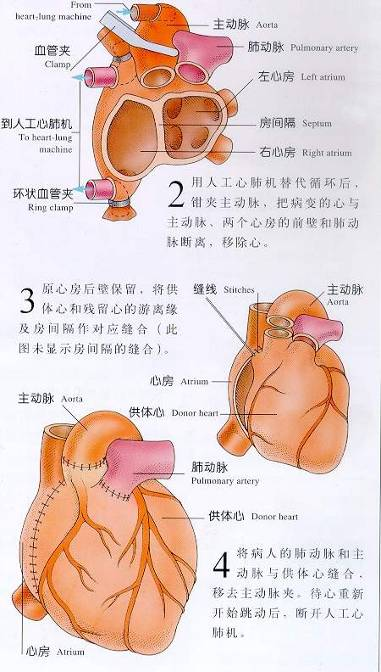 From
heart-lung machine
主动脉 Aorta
血管夹
Clamp
肺动脉 Pulmonary artery
左心房 Left atrium
到人工心肺机
To heart-lung
machine
房间隔 Septum
右心房 Right atrium
环状血管夹
Ring clamp
2 用人工心肺机替代循环后，
钳夹主动脉，把病变的心与
主动脉、两个心房的前壁和肺动
脉断离，移除心。
3 原心房后壁保留，将供
体心和残留心的游离缘
及房间隔作对应缝合（此
图未显示房间隔的缝合）。
缝线 Stitches
主动脉
Aorta
心房 Atrium
供体心 Donor heart
主动脉 Aorta
肺动脉
Pulmonary artery
供体心 Donor heart
4 将病人的肺动脉和主
动脉与供体心缝合，
移去主动脉夹。待心重新
开始跳动后，断开人工心
肺机。
心房 Atrium